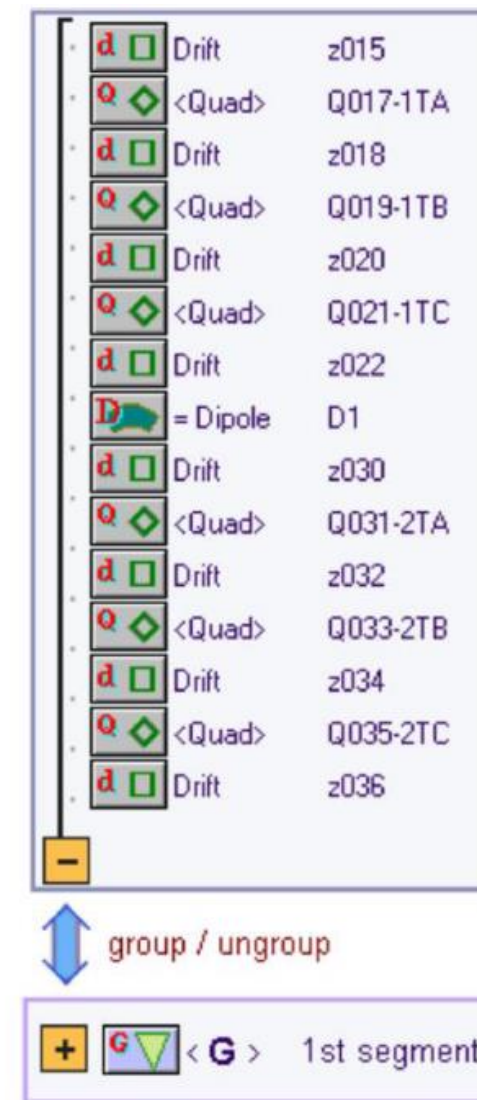 d Drift z015
Q <Quad> Q017-1TA
d Drift z018
Q <Quad> Q019-1TB
d Drift z020
Q <Quad> Q021-1TC
d Drift z022
D = Dipole D1
d Drift z030
Q <Quad> Q031-2TA
d Drift z032
Q <Quad> Q033-2TB
d Drift z034
Q <Quad> Q035-2TC
d Drift z036
-
group / ungroup
+ G < G > 1st segment